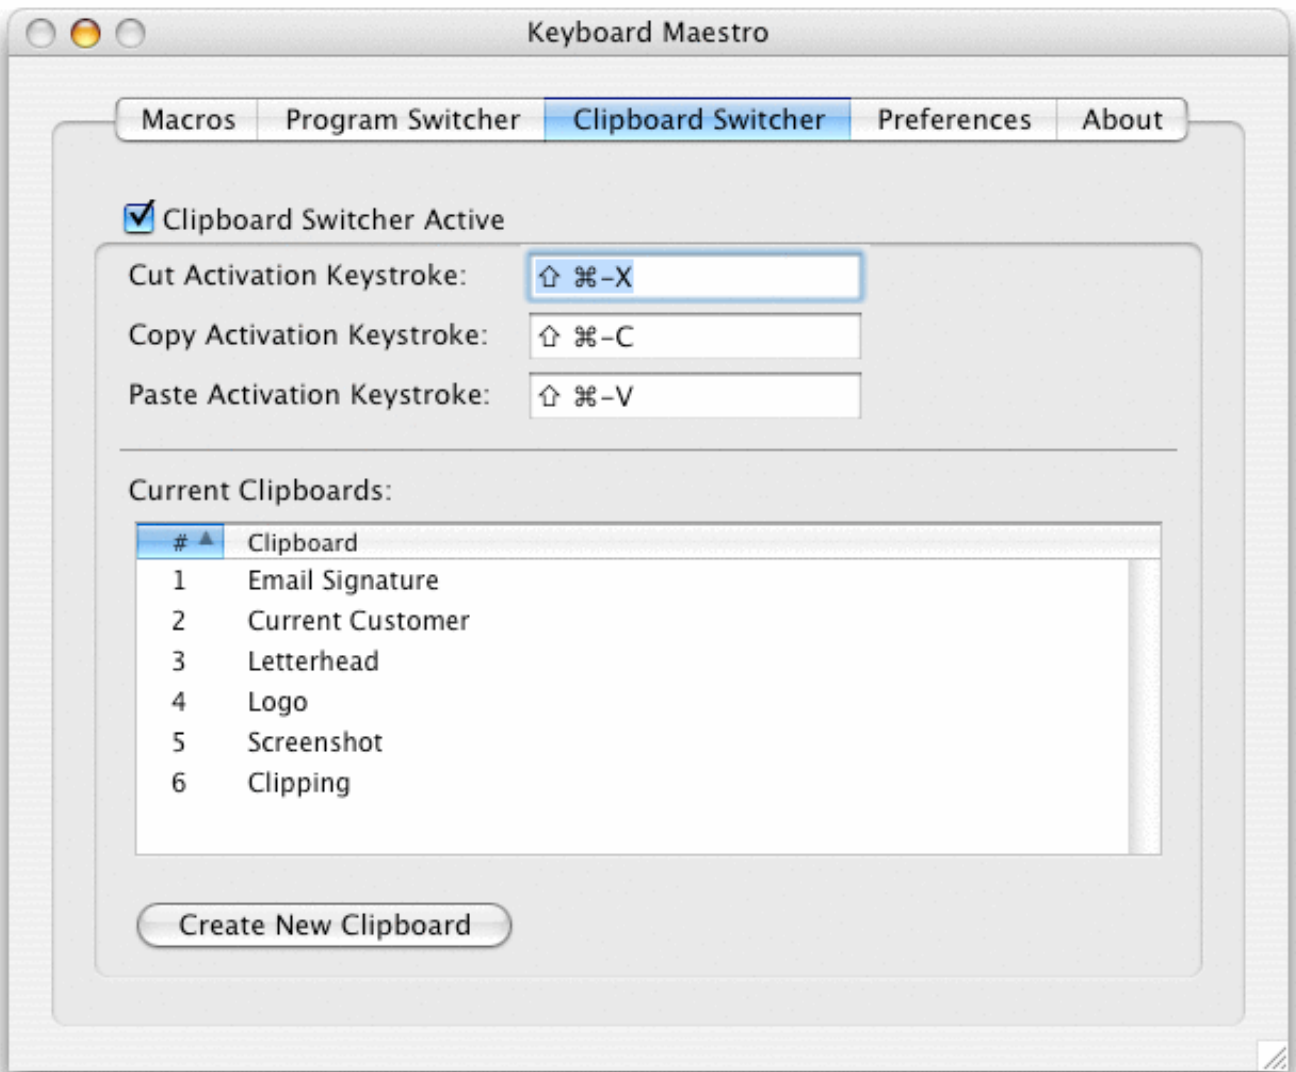 Keyboard Maestro
Macros Program Switcher Clipboard Switcher Preferences About
Clipboard Switcher Active
Cut Activation Keystroke: ⇧ ⌘-X
Copy Activation Keystroke: ⇧ ⌘-C
Paste Activation Keystroke: ⇧ ⌘-V
Current Clipboards:
# Clipboard
1 Email Signature
2 Current Customer
3 Letterhead
4 Logo
5 Screenshot
6 Clipping
Create New Clipboard